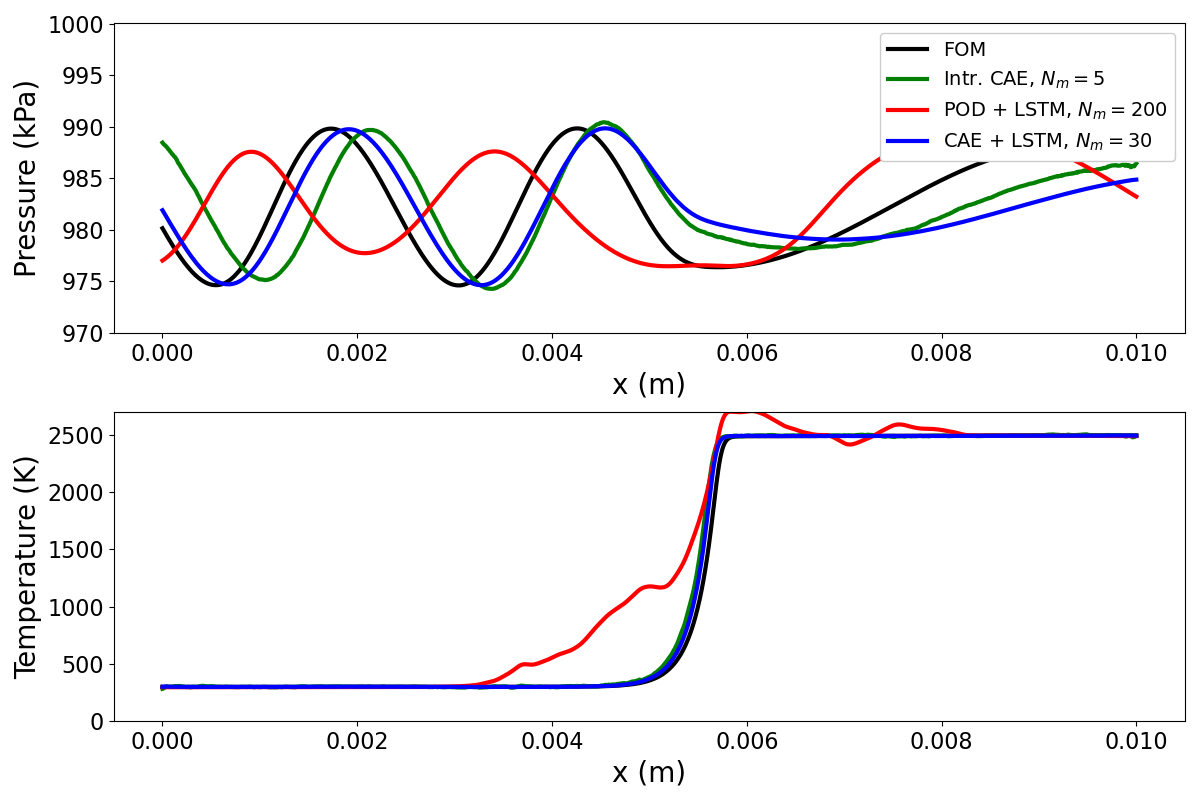 1000
995
990
985
980
975
970
Pressure (kPa)
FOM
Intr. CAE, $N_m = 5$
POD + LSTM, $N_m = 200$
CAE + LSTM, $N_m = 30$
0.000 0.002 0.004 0.006 0.008 0.010
x (m)
2500
2000
1500
1000
500
0
Temperature (K)
0.000 0.002 0.004 0.006 0.008 0.010
x (m)